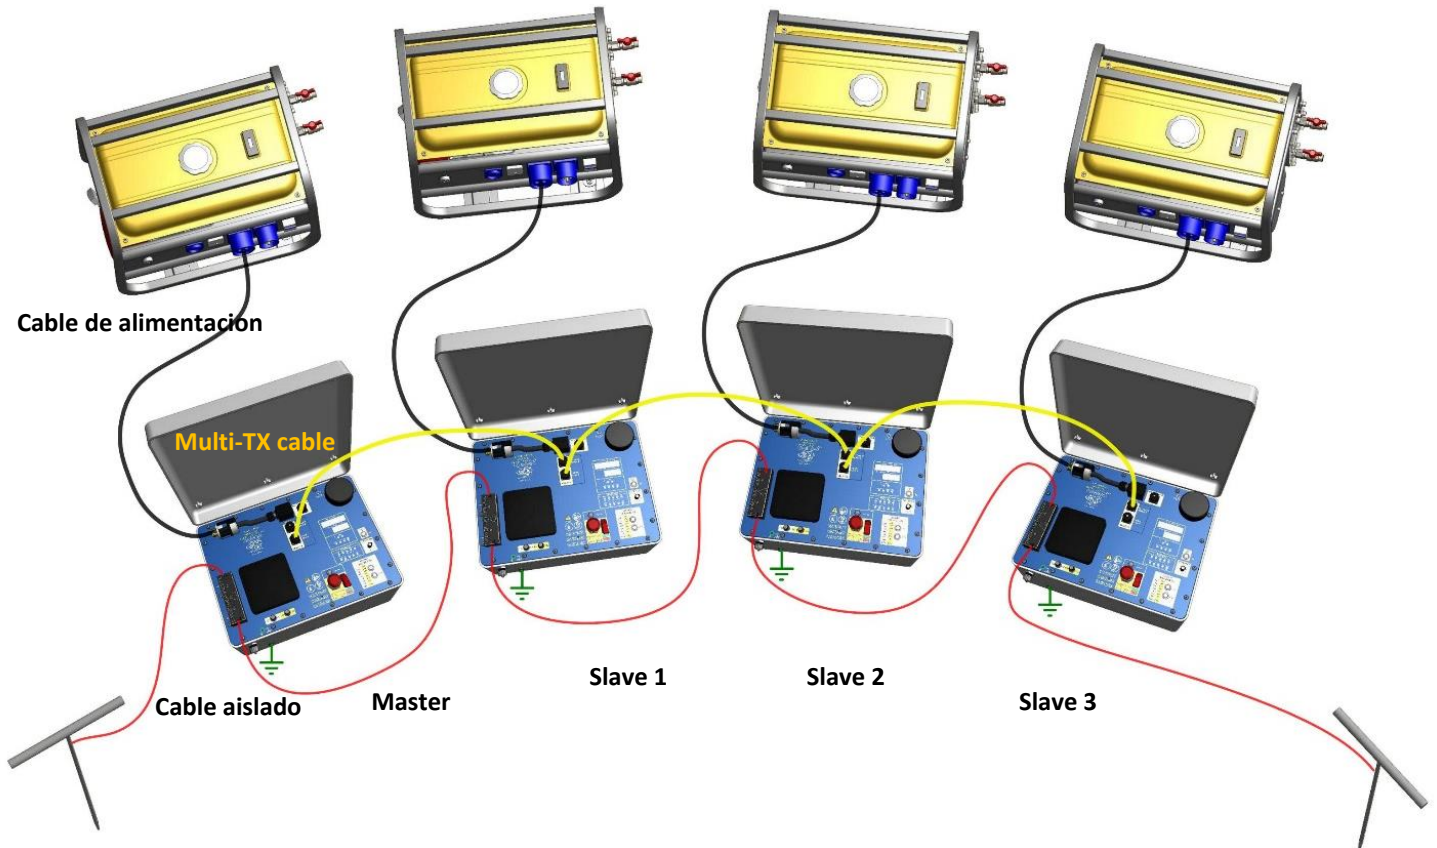 Cable de alimentacion
Multi-TX cable
Cable aislado
Master
Slave 1
Slave 2
Slave 3